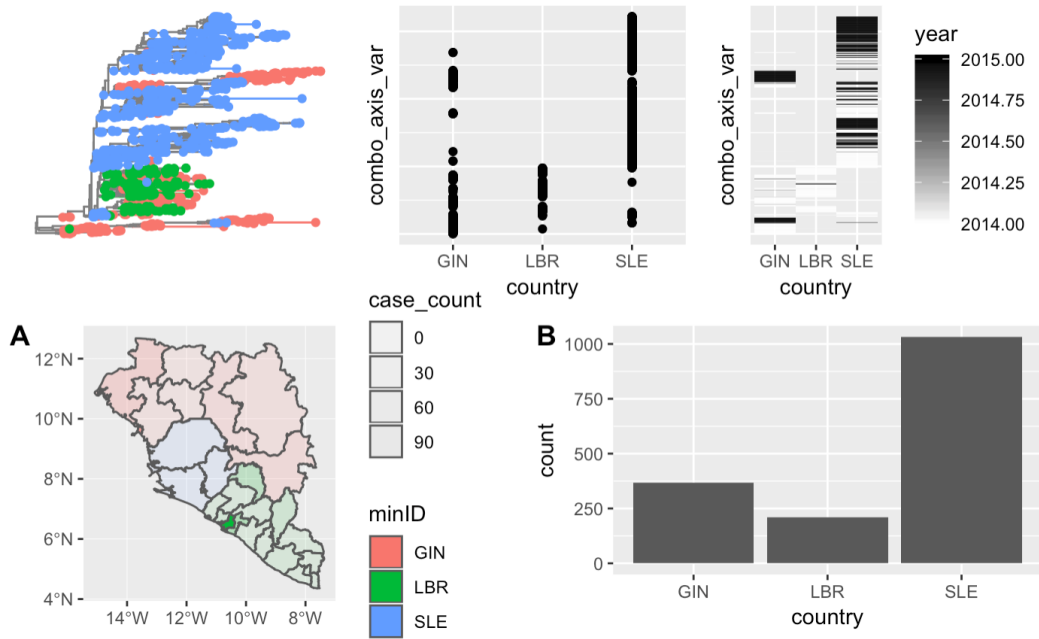 combo_axis_var
GIN
LBR
SLE
country
combo_axis_var
GIN
LBR
SLE
country
year
2015.00
2014.75
2014.50
2014.25
2014.00
A
12°N
10°N
8°N
6°N
4°N
14°W
12°W
10°W
8°W
case_count
0
30
60
90
minID
GIN
LBR
SLE
B
count
1000
750
500
250
0
GIN
LBR
SLE
country